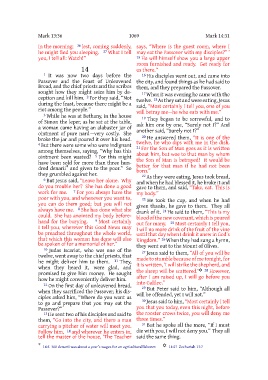 Mark 13:36
1069
Mark 14:31
is the morning; 36 lest, coming suddenly,
he might find you sleeping. 37 What I tell
you, I tell all: Watch!"
14
1 It was now two days before the
Passover and the Feast of Unleavened
Bread, and the chief priests and the scribes
sought how they might seize him by de-
ception and kill him. 2 For they said, "Not
during the feast, because there might be a
riot among the people."
3 While he was at Bethany, in the house
of Simon the leper, as he sat at the table,
a woman came having an alabaster jar of
ointment of pure nard—very costly. She
broke the jar and poured it over his head.
4 But there were some who were indignant
among themselves, saying, "Why has this
ointment been wasted? 5 For this might
have been sold for more than three hun-
dred denarii and given to the poor." So
they grumbled against her.
6 But Jesus said, "Leave her alone. Why
do you trouble her? She has done a good
work for me. 7 For you always have the
poor with you, and whenever you want to,
you can do them good; but you will not
always have me. 8 She has done what she
could. She has anointed my body before-
hand for the burying. 9 Most certainly
I tell you, wherever this Good News may
be preached throughout the whole world,
that which this woman has done will also
be spoken of for a memorial of her."
10 Judas Iscariot, who was one of the
twelve, went away to the chief priests, that
he might deliver him to them. 11 They,
when they heard it, were glad, and
promised to give him money. He sought
how he might conveniently deliver him.
12 On the first day of unleavened bread,
when they sacrificed the Passover, his dis-
ciples asked him, "Where do you want us
to go and prepare that you may eat the
Passover?"
13 He sent two of his disciples and said to
them, "Go into the city, and there a man
carrying a pitcher of water will meet you.
Follow him, 14 and wherever he enters in,
tell the master of the house, 'The Teacher
says, "Where is the guest room, where I
may eat the Passover with my disciples?"'
15 He will himself show you a large upper
room furnished and ready. Get ready for
us there."
16 His disciples went out, and came into
the city, and found things as he had said to
them, and they prepared the Passover.
17 When it was evening he came with the
twelve. 18 As they sat and were eating, Jesus
said, "Most certainly I tell you, one of you
will betray me—he who eats with me."
19 They began to be sorrowful, and to
ask him one by one, "Surely not I?" And
another said, "Surely not I?"
20 He answered them, "It is one of the
twelve, he who dips with me in the dish.
21 For the Son of Man goes as it is written
about him, but woe to that man by whom
the Son of Man is betrayed! It would be
better for that man if he had not been
born."
22 As they were eating, Jesus took bread,
and when he had blessed it, he broke it and
gave to them, and said, "Take, eat. This is
my body."
23 He took the cup, and when he had
given thanks, he gave to them. They all
drank of it. 24 He said to them, "This is my
blood of the new covenant, which is poured
out for many. 25 Most certainly I tell you,
I will no more drink of the fruit of the vine
until that day when I drink it anew in God's
Kingdom." 26 When they had sung a hymn,
they went out to the Mount of Olives.
27 Jesus said to them, "All of you will be
made to stumble because of me tonight, for
it is written, 'I will strike the shepherd, and
the sheep will be scattered.' 28 However,
after I am raised up, I will go before you
into Galilee."
29 But Peter said to him, "Although all
will be offended, yet I will not."
30 Jesus said to him, "Most certainly I tell
you that you today, even this night, before
the rooster crows twice, you will deny me
three times."
31 But he spoke all the more, "If I must
die with you, I will not deny you." They all
said the same thing.